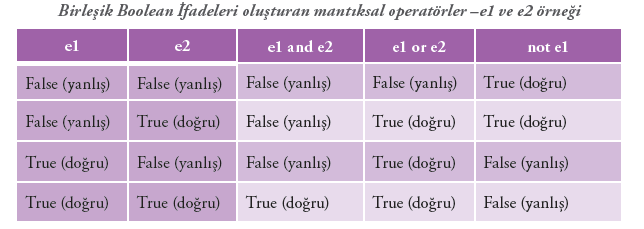 Birleşik Boolean İfadeleri oluşturan mantıksal operatörler –e1 ve e2 örneği
e1 e2 e1 and e2 e1 or e2 not e1
False (yanlış) False (yanlış) False (yanlış) False (yanlış) True (doğru)
False (yanlış) True (doğru) False (yanlış) True (doğru) True (doğru)
True (doğru) False (yanlış) False (yanlış) True (doğru) False (yanlış)
True (doğru) True (doğru) True (doğru) True (doğru) False (yanlış)